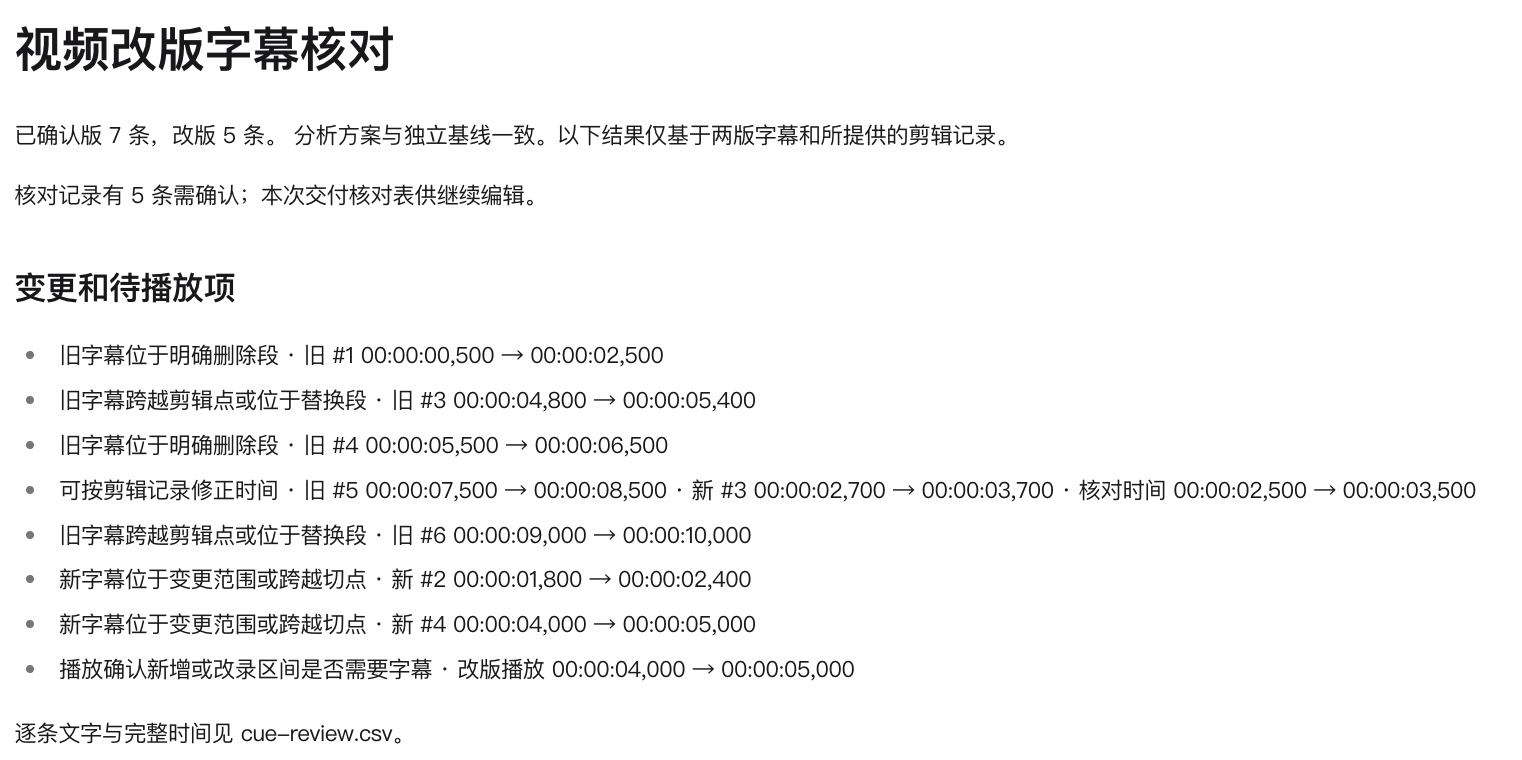 视频改版字幕核对
已确认版 7 条，改版 5 条。 分析方案与独立基线一致。以下结果仅基于两版字幕和所提供的剪辑记录。
核对记录有 5 条需确认；本次交付核对表供继续编辑。
变更和待播放项
• 旧字幕位于明确删除段 · 旧 #1 00:00:00,500 → 00:00:02,500
• 旧字幕跨越剪辑点或位于替换段 · 旧 #3 00:00:04,800 → 00:00:05,400
• 旧字幕位于明确删除段 · 旧 #4 00:00:05,500 → 00:00:06,500
• 可按剪辑记录修正时间 · 旧 #5 00:00:07,500 → 00:00:08,500 · 新 #3 00:00:02,700 → 00:00:03,700 · 核对时间 00:00:02,500 → 00:00:03,500
• 旧字幕跨越剪辑点或位于替换段 · 旧 #6 00:00:09,000 → 00:00:10,000
• 新字幕位于变更范围或跨越切点 · 新 #2 00:00:01,800 → 00:00:02,400
• 新字幕位于变更范围或跨越切点 · 新 #4 00:00:04,000 → 00:00:05,000
• 播放确认新增或改录区间是否需要字幕 · 改版播放 00:00:04,000 → 00:00:05,000
逐条文字与完整时间见 cue-review.csv。